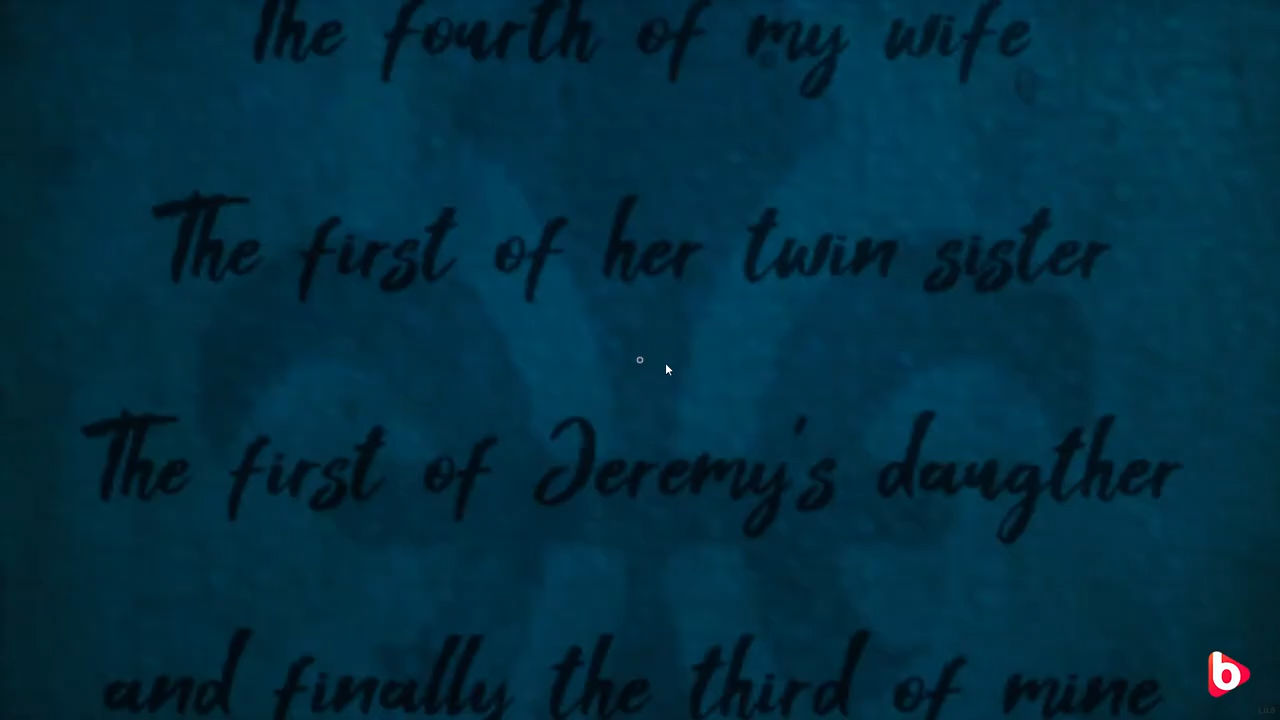 The fourth of my wife
The first of her twin sister
The first of Jeremy's daugther
and finally the third of mine
b